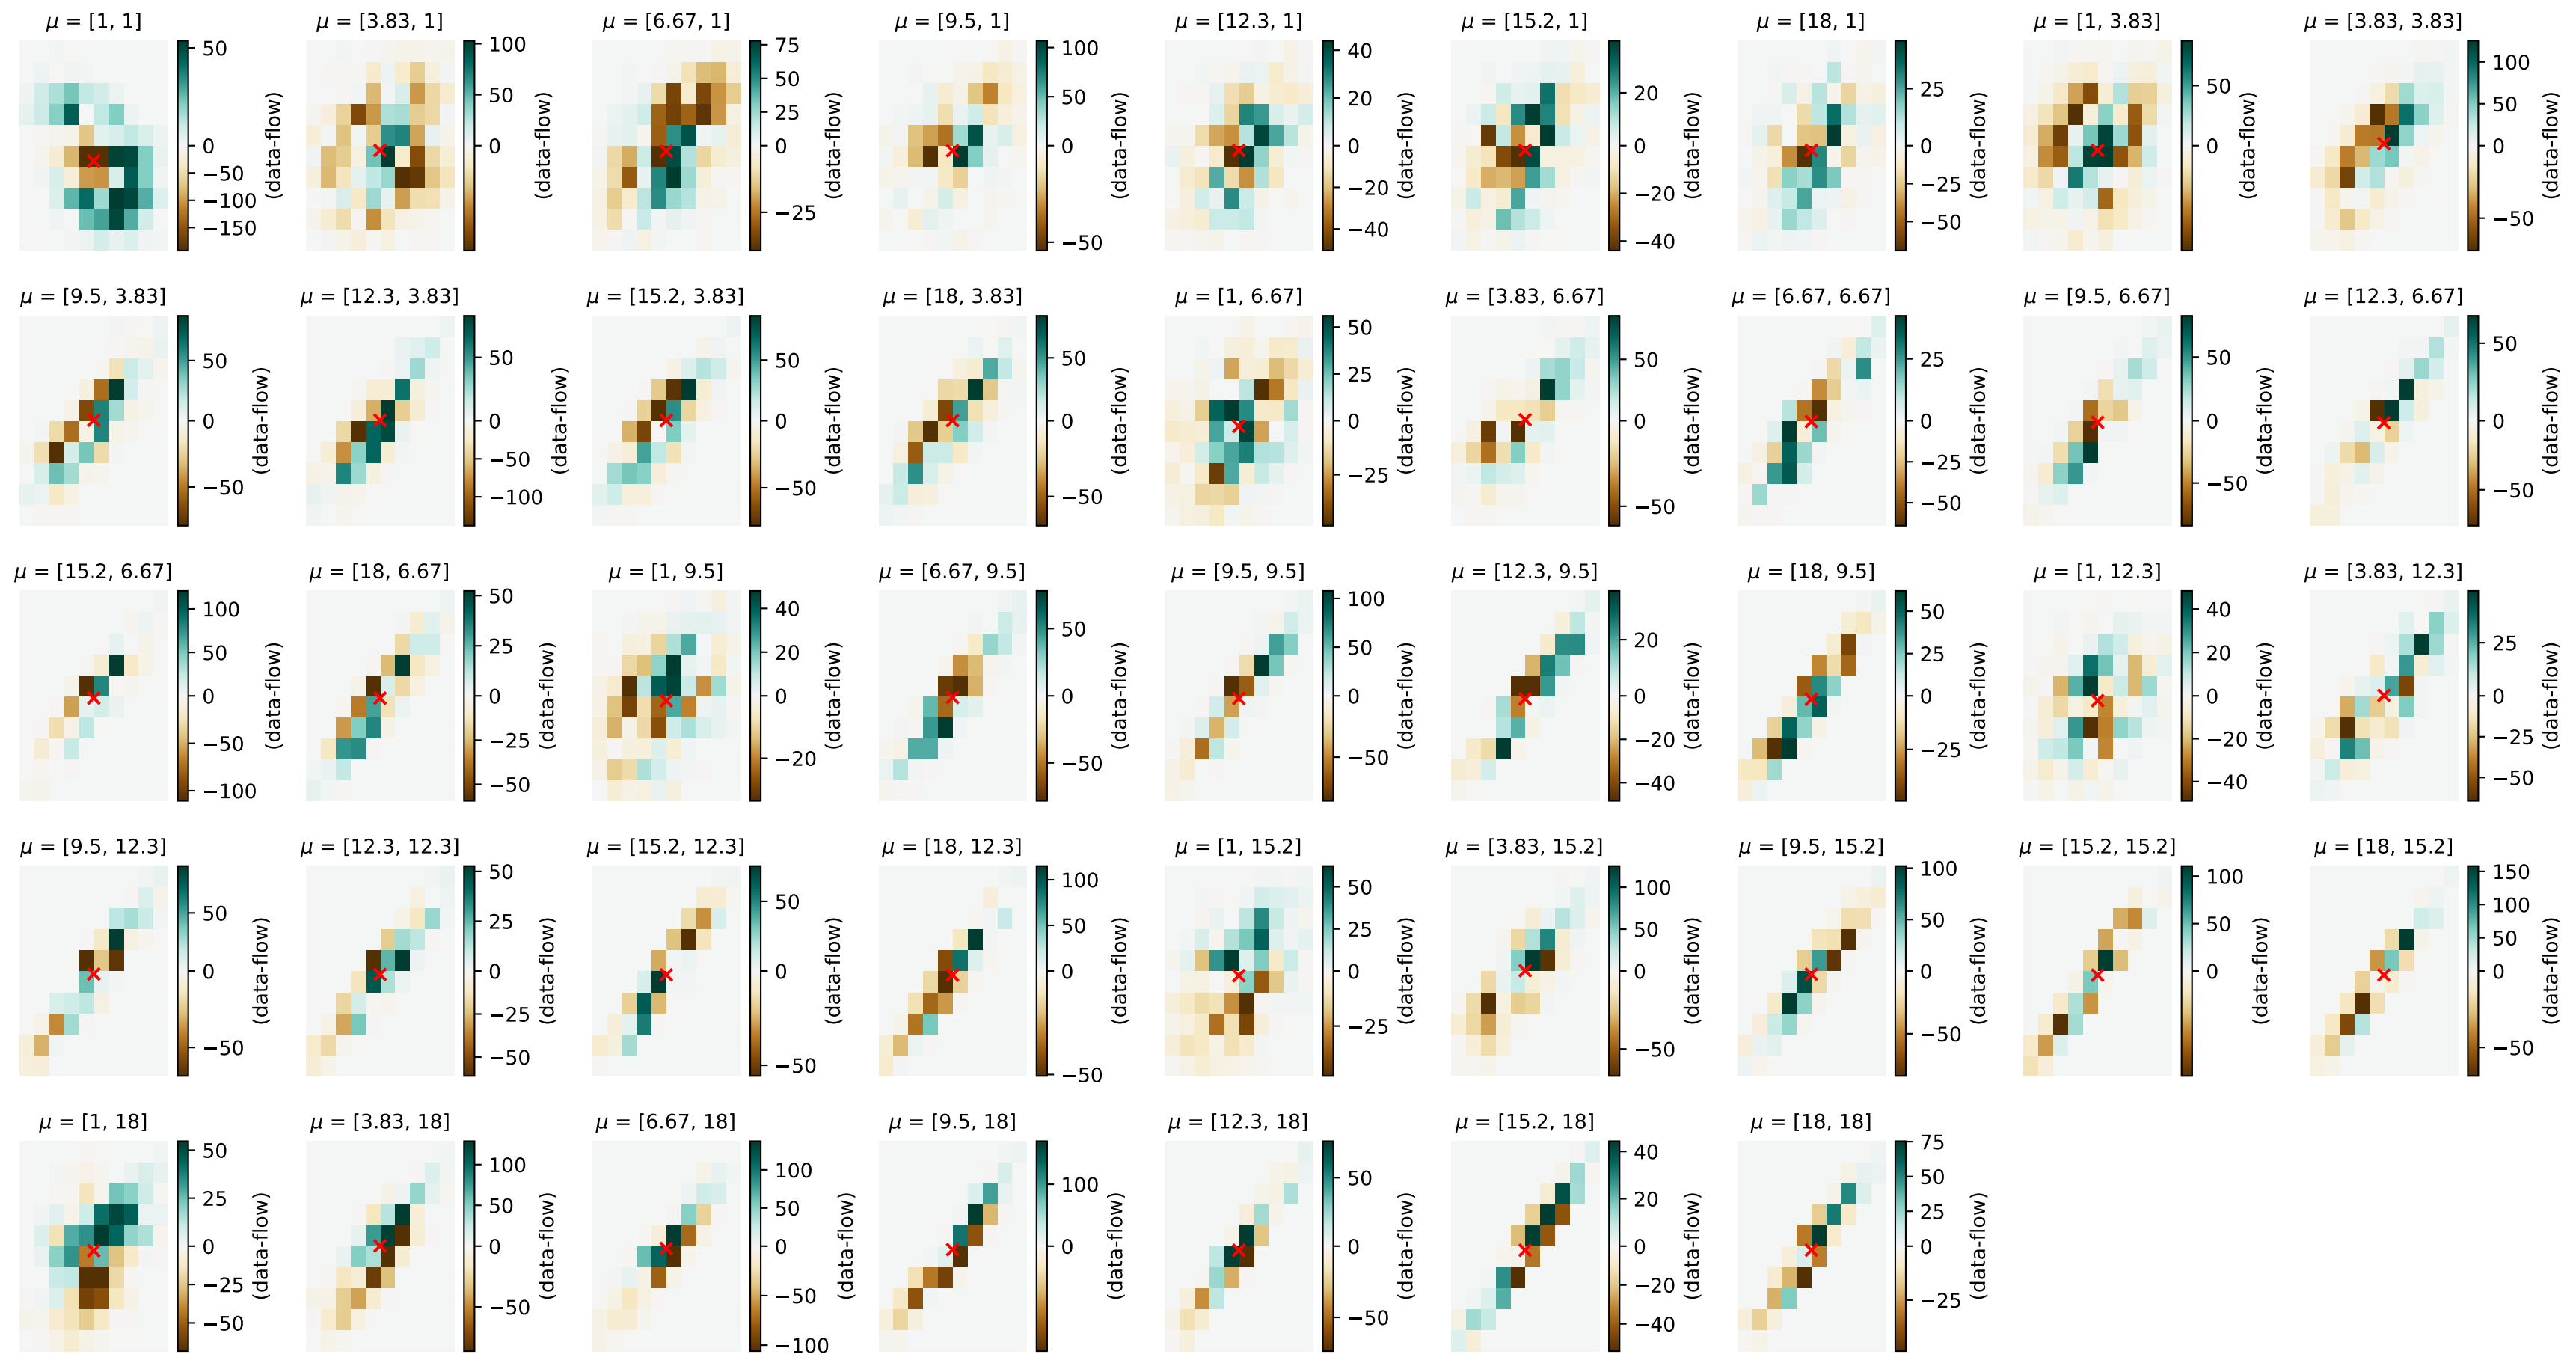 μ = [1, 1] μ = [3.83, 1] μ = [6.67, 1] μ = [9.5, 1] μ = [12.3, 1] μ = [15.2, 1] μ = [18, 1] μ = [1, 3.83] μ = [3.83, 3.83]
50 0 −50 −100 −150 (data-flow)
100 50 0 (data-flow)
75 50 25 0 −25 (data-flow)
100 50 0 −50 (data-flow)
40 20 0 −20 −40 (data-flow)
20 0 −20 −40 (data-flow)
25 0 −25 −50 (data-flow)
50 0 (data-flow)
100 50 0 −50 (data-flow)
μ = [9.5, 3.83] μ = [12.3, 3.83] μ = [15.2, 3.83] μ = [18, 3.83] μ = [1, 6.67] μ = [3.83, 6.67] μ = [6.67, 6.67] μ = [9.5, 6.67] μ = [12.3, 6.67]
50 0 −50 (data-flow)
50 0 −50 −100 (data-flow)
50 0 −50 (data-flow)
50 0 −50 (data-flow)
50 25 0 −25 (data-flow)
50 0 −50 (data-flow)
25 0 −25 −50 (data-flow)
50 0 −50 (data-flow)
50 0 −50 (data-flow)
μ = [15.2, 6.67] μ = [18, 6.67] μ = [1, 9.5] μ = [6.67, 9.5] μ = [9.5, 9.5] μ = [12.3, 9.5] μ = [18, 9.5] μ = [1, 12.3] μ = [3.83, 12.3]
100 50 0 −50 −100 (data-flow)
50 25 0 −25 −50 (data-flow)
40 20 0 −20 (data-flow)
50 0 −50 (data-flow)
100 50 0 −50 (data-flow)
20 0 −20 −40 (data-flow)
50 25 0 −25 (data-flow)
40 20 0 −20 −40 (data-flow)
25 0 −25 −50 (data-flow)
μ = [9.5, 12.3] μ = [12.3, 12.3] μ = [15.2, 12.3] μ = [18, 12.3] μ = [1, 15.2] μ = [3.83, 15.2] μ = [9.5, 15.2] μ = [15.2, 15.2] μ = [18, 15.2]
50 0 −50 (data-flow)
50 25 0 −25 −50 (data-flow)
50 0 −50 (data-flow)
100 50 0 −50 (data-flow)
50 25 0 −25 (data-flow)
100 50 0 −50 (data-flow)
100 50 0 −50 (data-flow)
100 50 0 (data-flow)
150 100 50 0 −50 (data-flow)
μ = [1, 18] μ = [3.83, 18] μ = [6.67, 18] μ = [9.5, 18] μ = [12.3, 18] μ = [15.2, 18] μ = [18, 18]
50 25 0 −25 −50 (data-flow)
100 50 0 −50 (data-flow)
100 50 0 −50 −100 (data-flow)
100 0 (data-flow)
50 0 −50 (data-flow)
40 20 0 −20 −40 (data-flow)
75 50 25 0 −25 (data-flow)